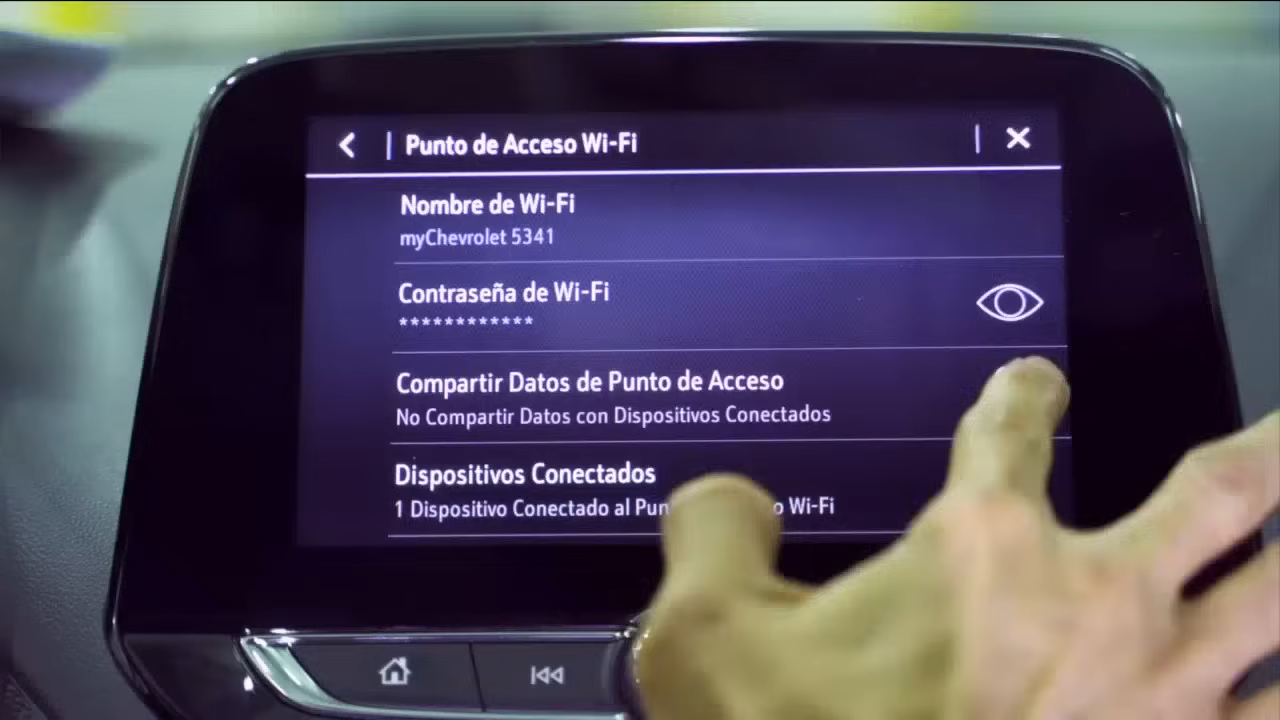 Punto de Acceso Wi-Fi
Nombre de Wi-Fi
myChevrolet 5341
Contraseña de Wi-Fi
************
Compartir Datos de Punto de Acceso
No Compartir Datos con Dispositivos Conectados
Dispositivos Conectados
1 Dispositivo Conectado al Wi-Fi